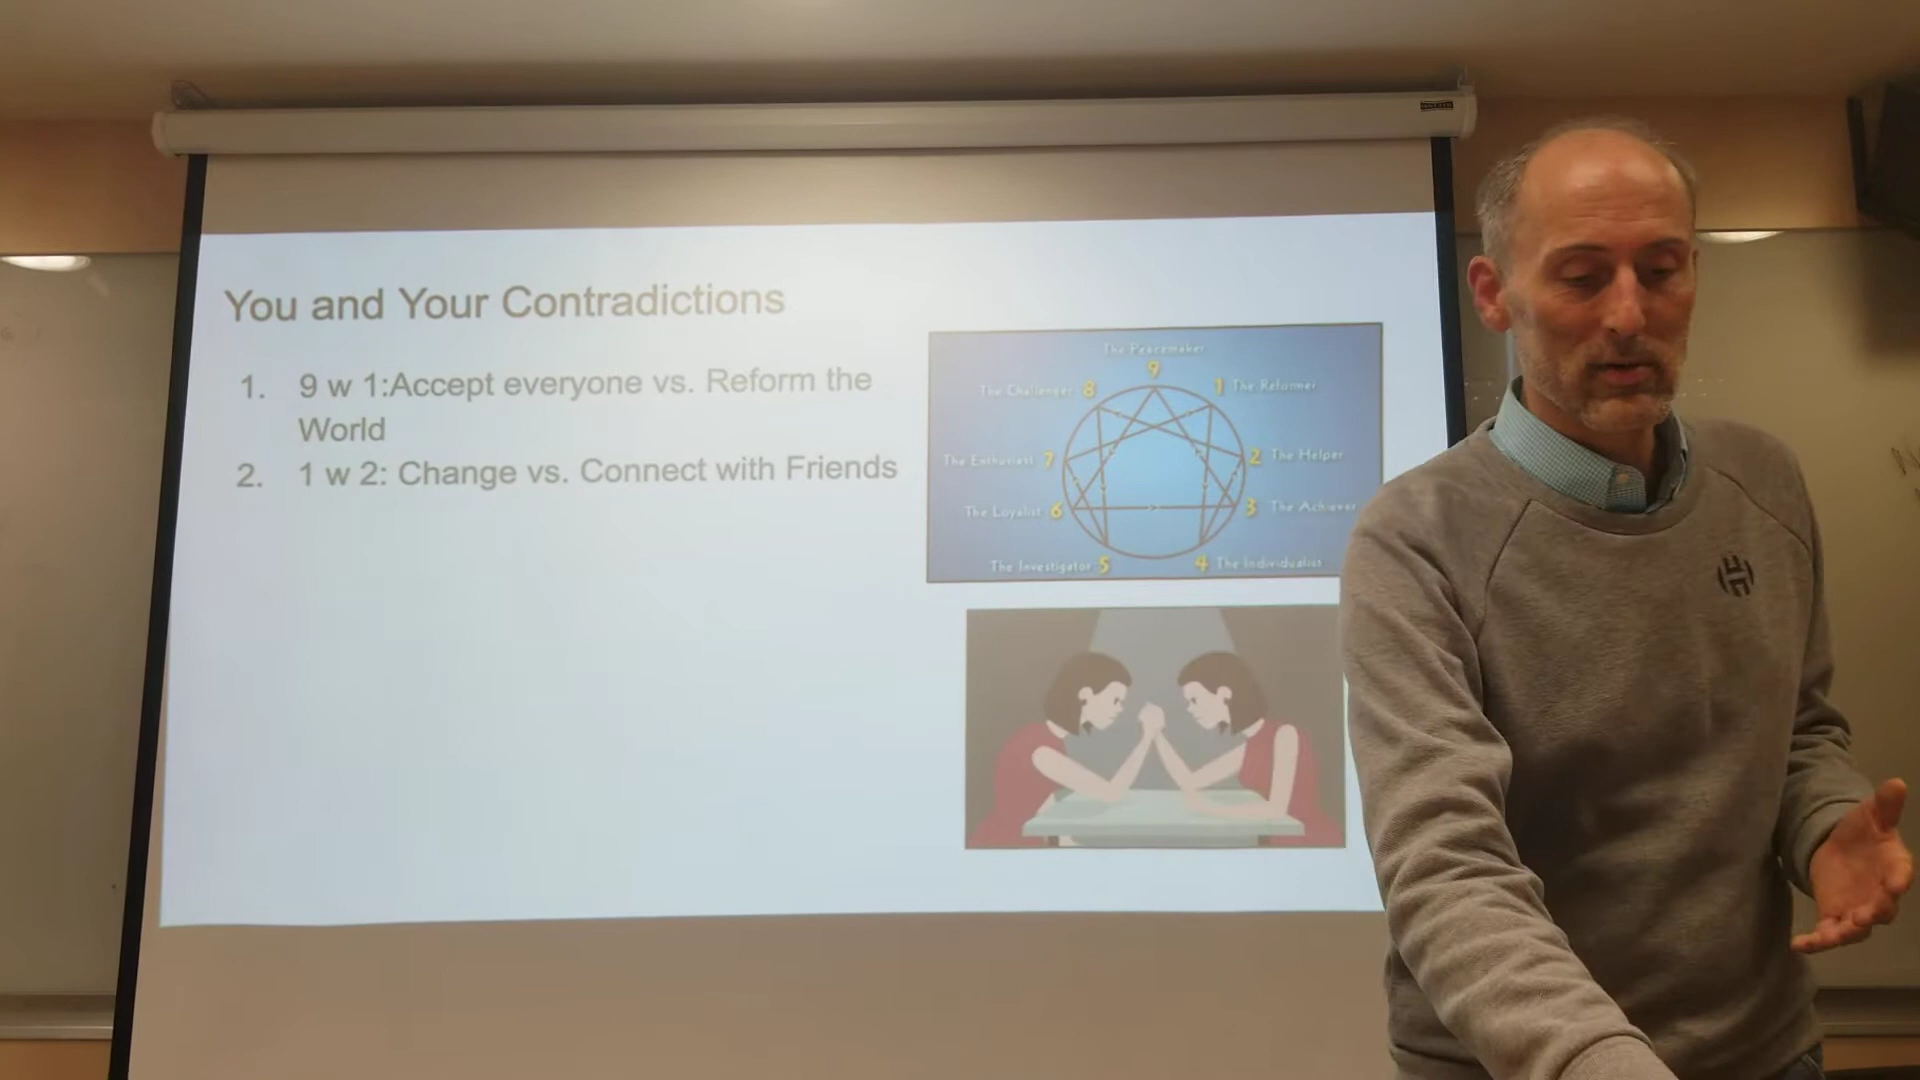 You and Your Contradictions
1. 9 w 1:Accept everyone vs. Reform the
World
2. 1 w 2: Change vs. Connect with Friends
The Peacemaker
9
The Challenger 8
1 The Reformer
The Enthusiast 7
2 The Helper
The Loyalist 6
3 The Achiever
The Investigator 5
4 The Individualist